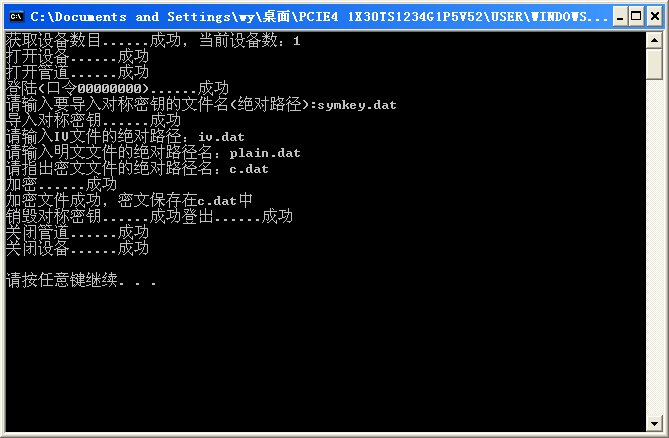 C:\Documents and Settings\wy\桌面\PCIE4 1X30TS1234G1P5V52\USER\WINDOWS...
获取设备数目......成功, 当前设备数: 1
打开设备......成功
打开管道......成功
登陆(口令00000000)......成功
请输入要导入对称密钥的文件名(绝对路径):symkey.dat
导入对称密钥......成功
请输入IV文件的绝对路径: iv.dat
请输入明文文件的绝对路径名: plain.dat
请指出密文文件的绝对路径名: c.dat
加密......成功
加密文件成功, 密文保存在c.dat中
销毁对称密钥......成功登出......成功
关闭管道......成功
关闭设备......成功
请按任意键继续. . .